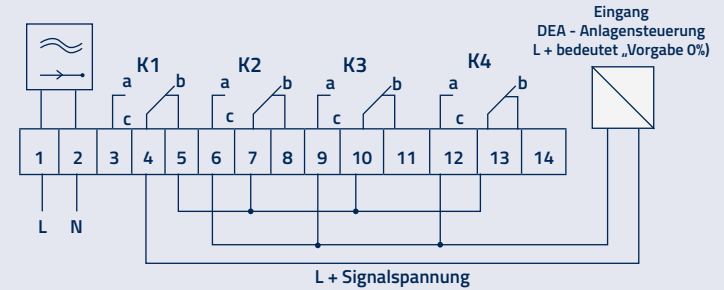 Eingang
DEA - Anlagensteuerung
L + bedeutet „Vorgabe 0%)
K1 K2 K3 K4
a b a b a b a b
c c c c
1 2 3 4 5 6 7 8 9 10 11 12 13 14
L N
L + Signalspannung